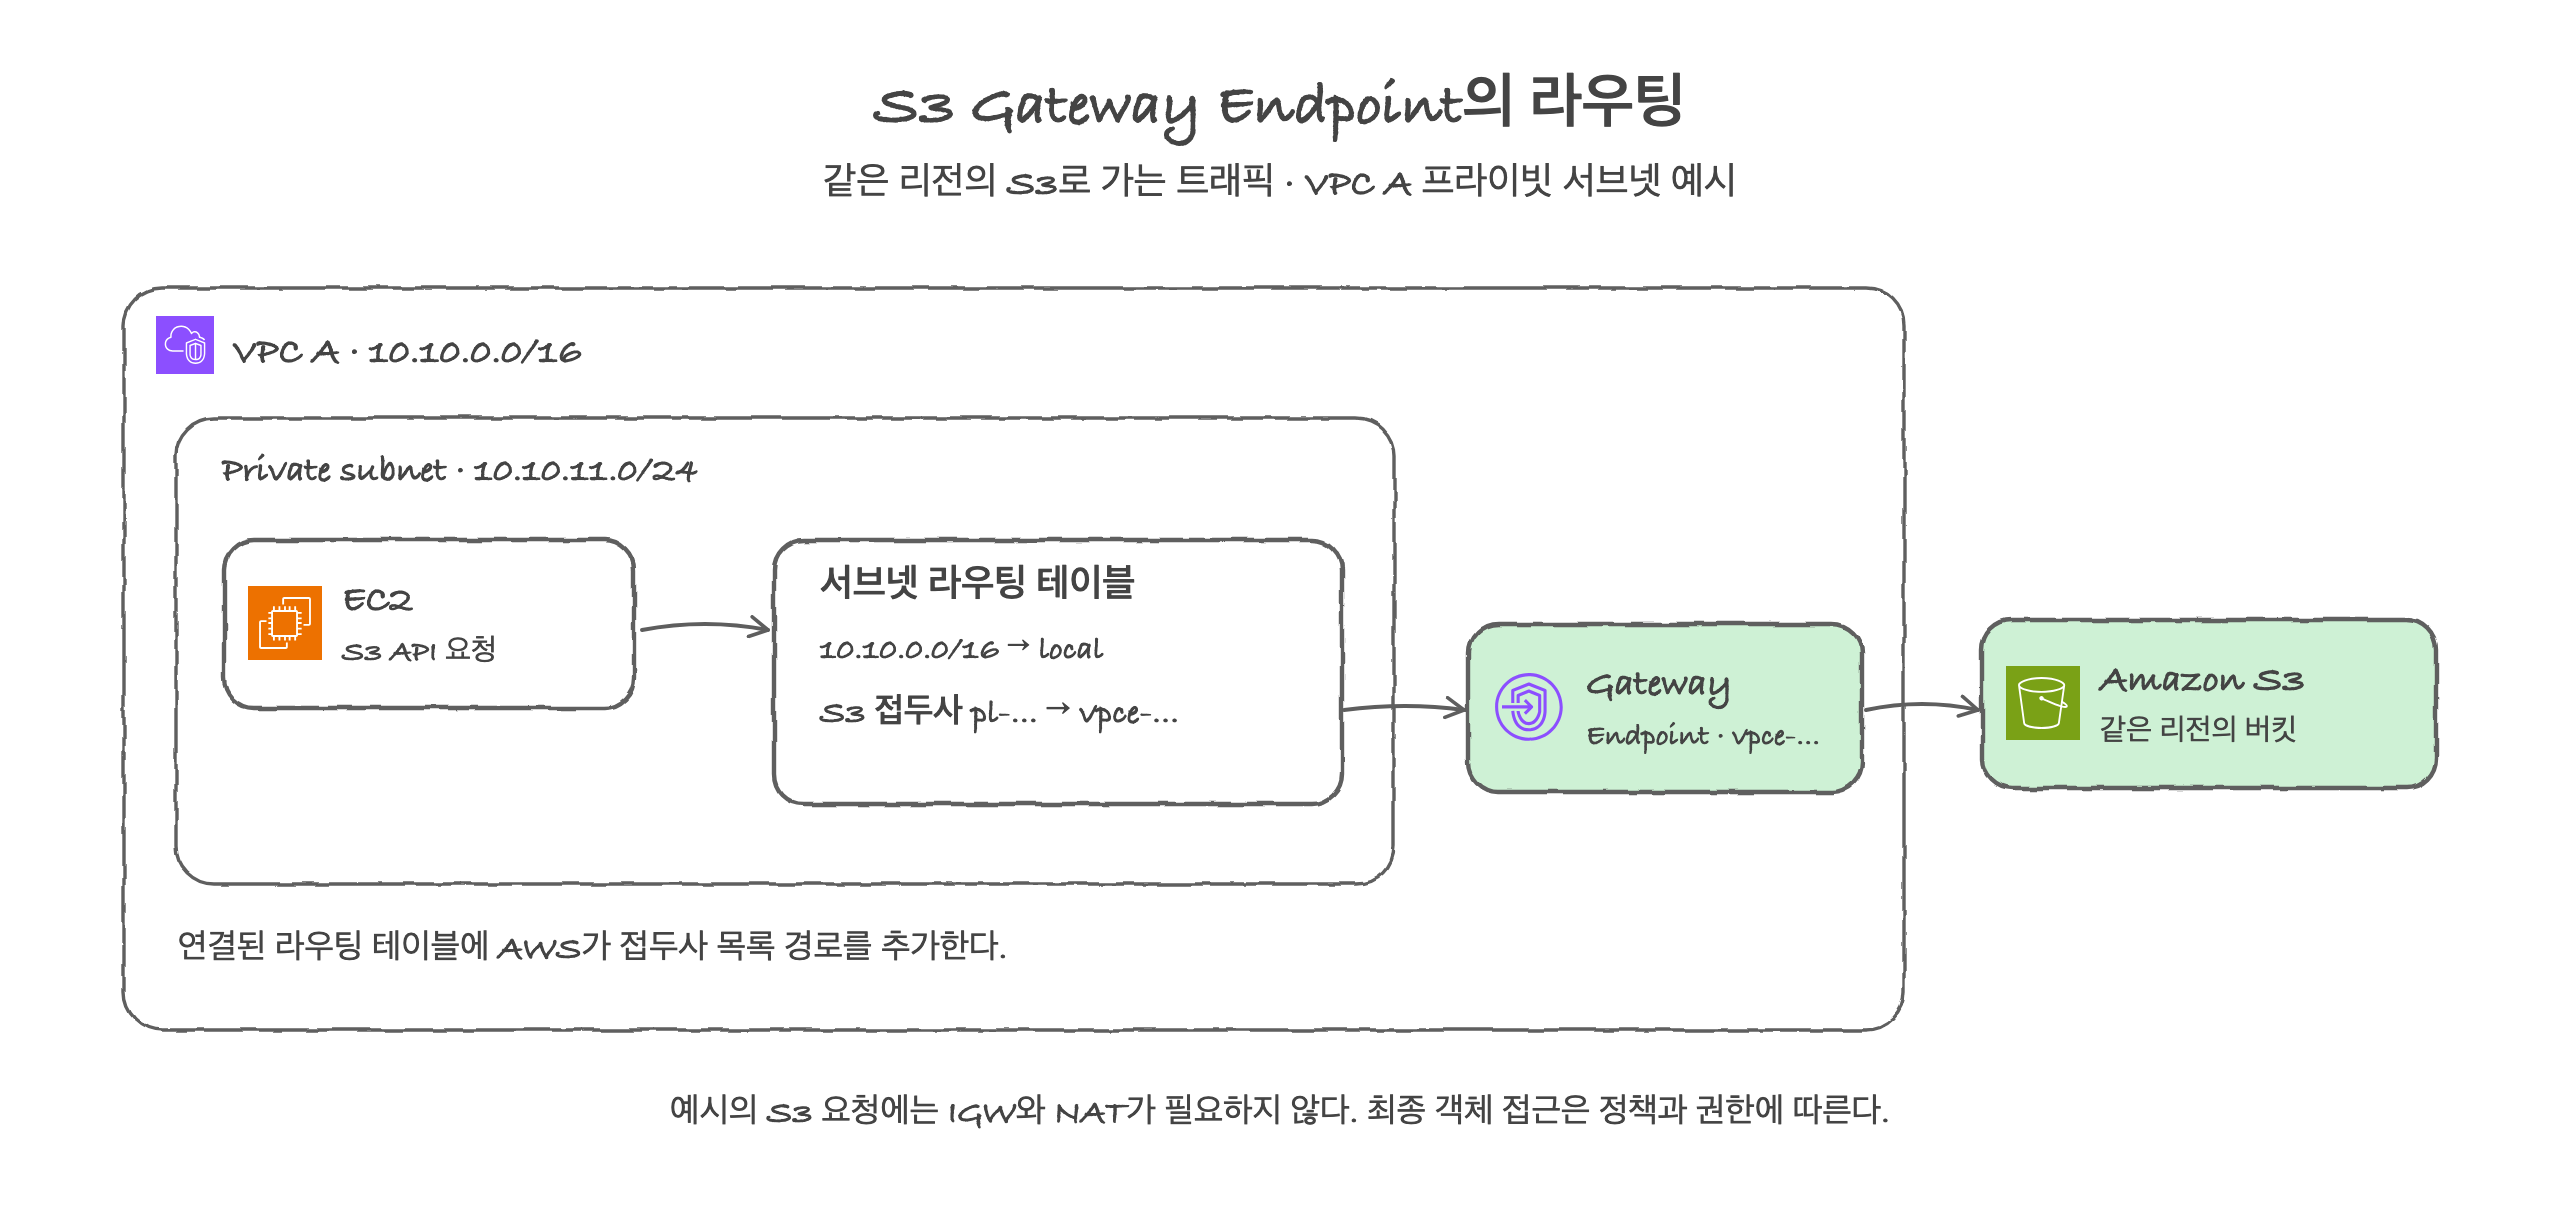 S3 Gateway Endpoint의 라우팅
같은 리전의 S3로 가는 트래픽 · VPC A 프라이빗 서브넷 예시
VPC A · 10.10.0.0/16
Private subnet · 10.10.11.0/24
EC2
S3 API 요청
서브넷 라우팅 테이블
10.10.0.0/16 → local
S3 접두사 pl-... → vpce-...
Gateway
Endpoint · vpce-...
Amazon S3
같은 리전의 버킷
연결된 라우팅 테이블에 AWS가 접두사 목록 경로를 추가한다.
예시의 S3 요청에는 IGW와 NAT가 필요하지 않다. 최종 객체 접근은 정책과 권한에 따른다.